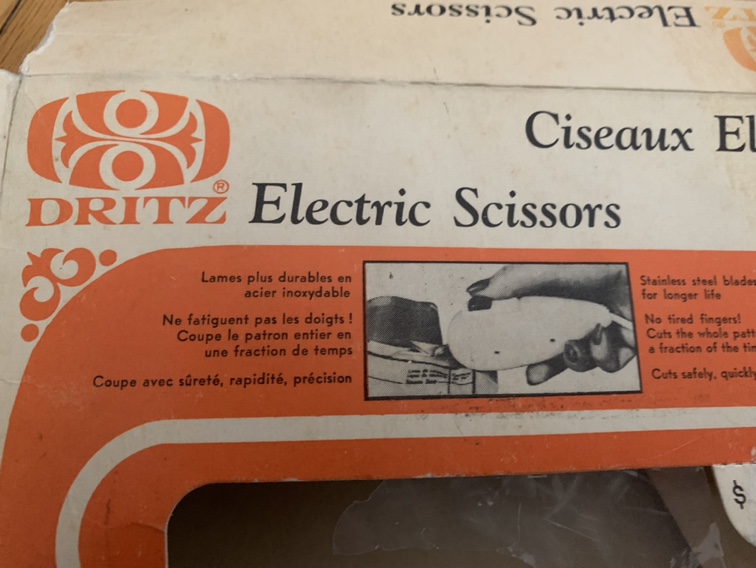 Electric Scissors
DRITZ®
Ciseaux El
Electric Scissors
Lames plus durables en
acier inoxydable
Ne fatiguent pas les doigts !
Coupe le patron entier en
une fraction de temps
Coupe avec sûreté, rapidité, précision
Stainless steel blades
for longer life
No tired fingers!
Cuts the whole patt
a fraction of the tim
Cuts safely, quickly
$